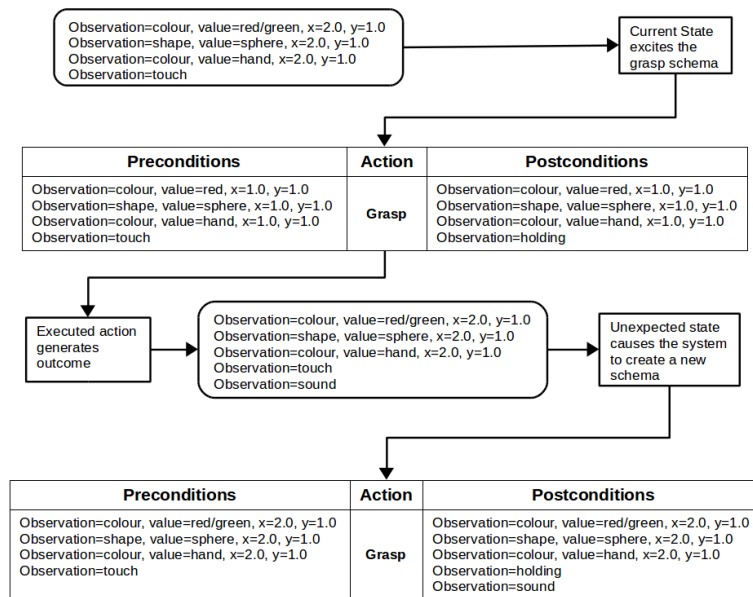 Observation=colour, value=red/green, x=2.0, y=1.0
Observation=shape, value=sphere, x=2.0, y=1.0
Observation=colour, value=hand, x=2.0, y=1.0
Observation=touch
Current State
excites the
grasp schema
Preconditions
Action
Postconditions
Observation=colour, value=red, x=1.0, y=1.0
Observation=shape, value=sphere, x=1.0, y=1.0
Observation=colour, value=hand, x=1.0, y=1.0
Observation=touch
Grasp
Observation=colour, value=red, x=1.0, y=1.0
Observation=shape, value=sphere, x=1.0, y=1.0
Observation=colour, value=hand, x=1.0, y=1.0
Observation=holding
Executed action
generates
outcome
Observation=colour, value=red/green, x=2.0, y=1.0
Observation=shape, value=sphere, x=2.0, y=1.0
Observation=colour, value=hand, x=2.0, y=1.0
Observation=touch
Observation=sound
Unexpected state
causes the system
to create a new
schema
Preconditions
Action
Postconditions
Observation=colour, value=red/green, x=2.0, y=1.0
Observation=shape, value=sphere, x=2.0, y=1.0
Observation=colour, value=hand, x=2.0, y=1.0
Observation=touch
Grasp
Observation=colour, value=red/green, x=2.0, y=1.0
Observation=shape, value=sphere, x=2.0, y=1.0
Observation=colour, value=hand, x=2.0, y=1.0
Observation=holding
Observation=sound